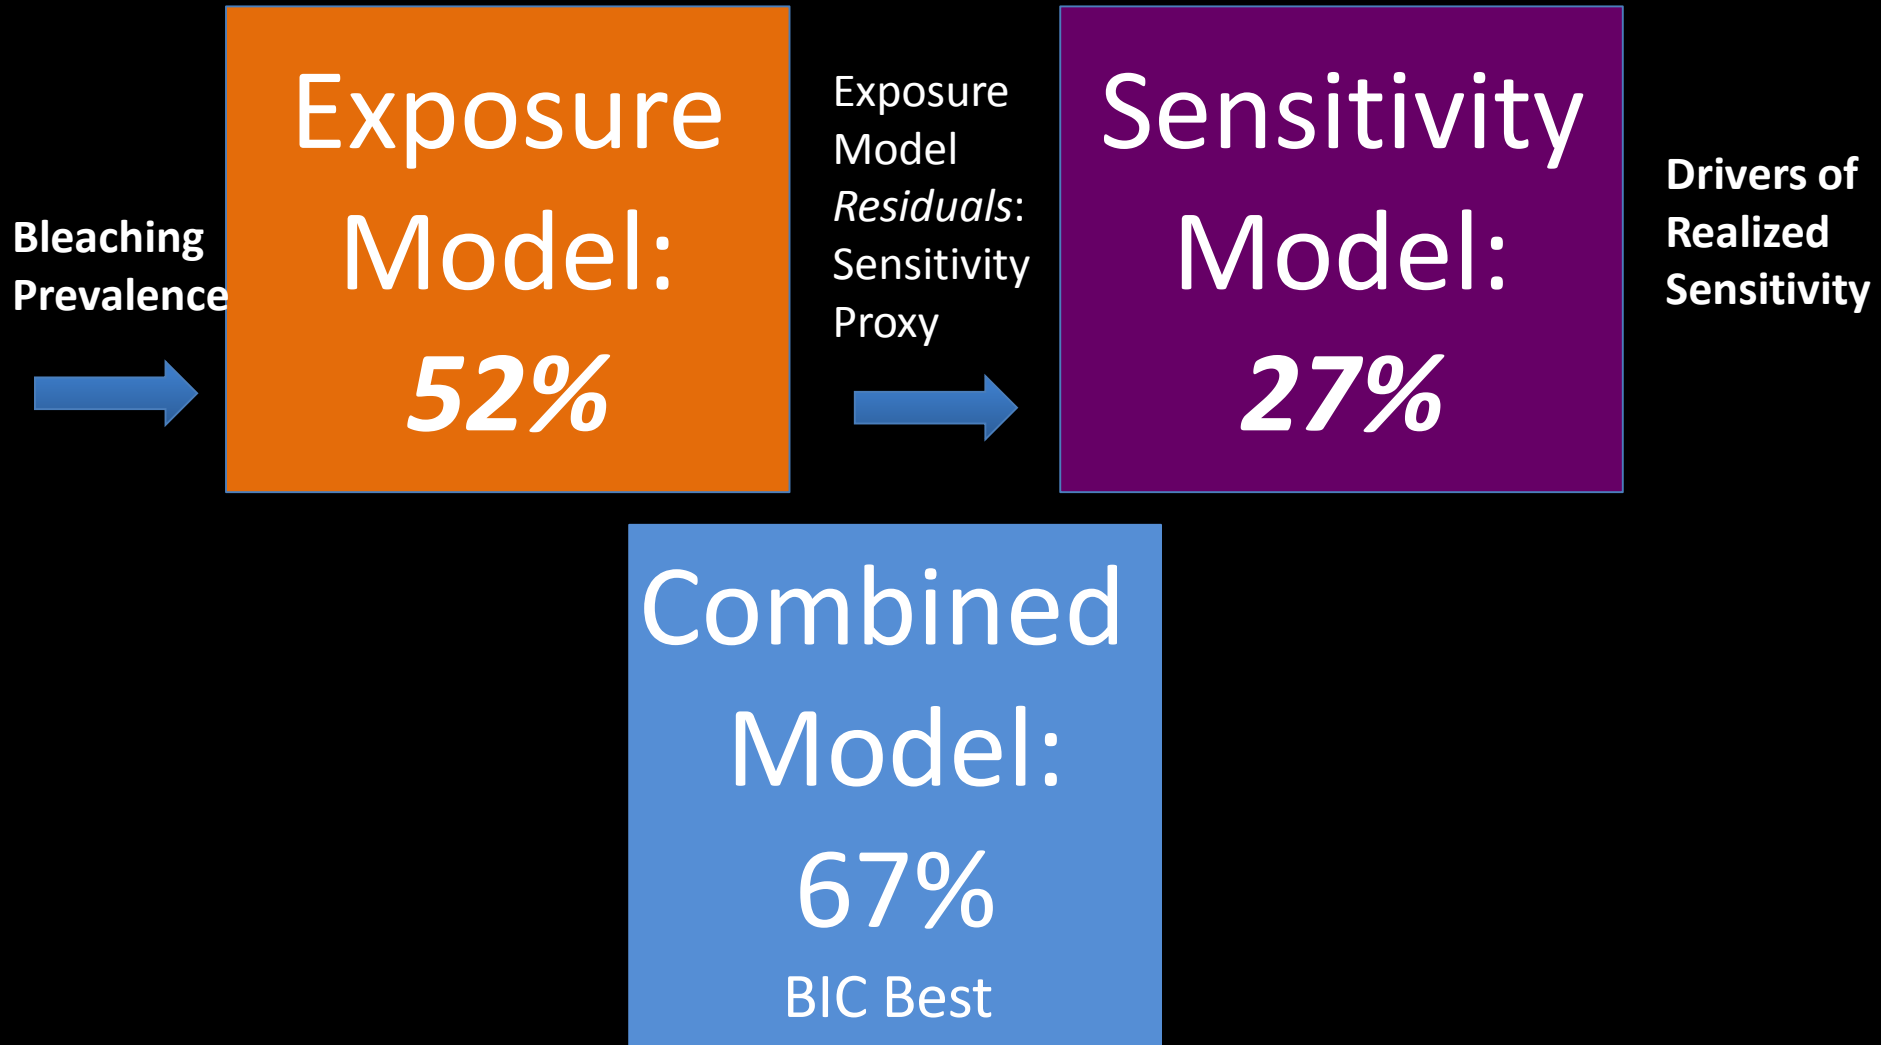 Bleaching
Prevalence
Exposure
Model:
52%
Exposure
Model
Residuals:
Sensitivity
Proxy
Sensitivity
Model:
27%
Drivers of
Realized
Sensitivity
Combined
Model:
67%
BIC Best